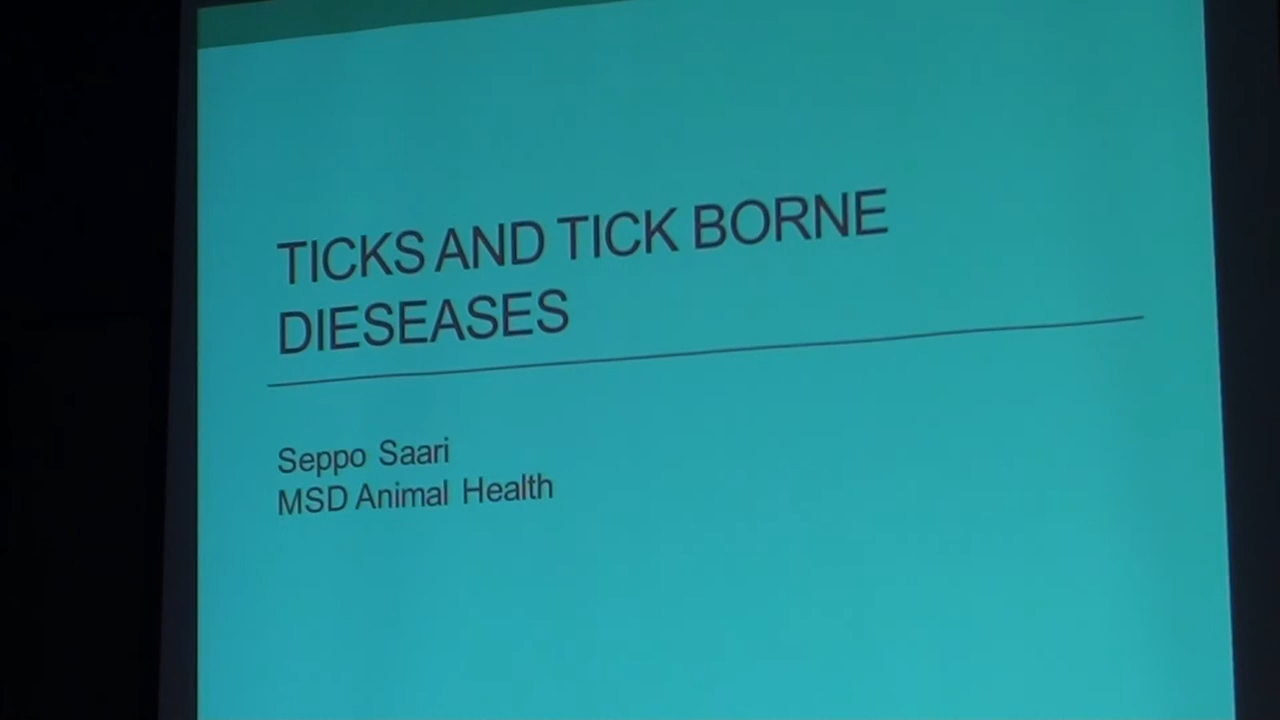 TICKS AND TICK BORNE
DIESEASES
Seppo Saari
MSD Animal Health